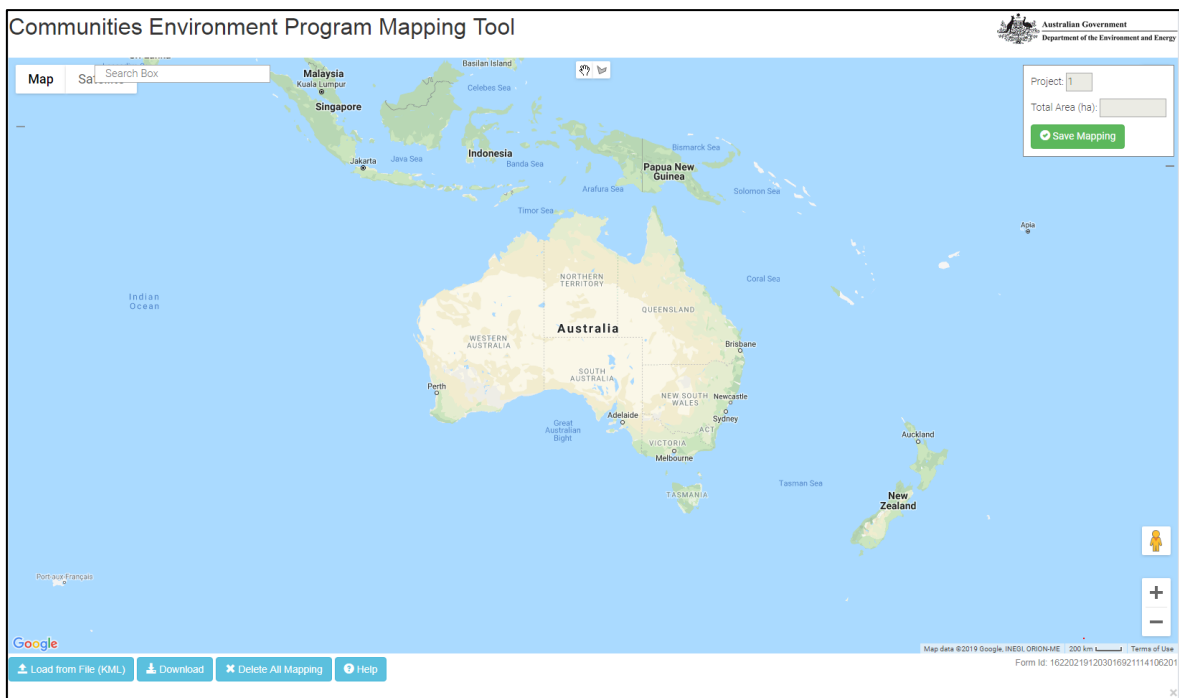 Communities Environment Program Mapping Tool
Australian Government
Department of the Environment and Energy
Map
Search Box
Malaysia
Kuala Lumpur
Singapore
Basilan Island
Celebes Sea
Project: 1
Total Area (ha):
Save Mapping
Jakarta
Java Sea
Indonesia
Banda Sea
Bismarck Sea
Papua New
Guinea
Arafura Sea
Solomon Sea
Timor Sea
Apia
Indian
Ocean
NORTHERN
TERRITORY
Coral Sea
QUEENSLAND
Australia
WESTERN
AUSTRALIA
Brisbane
SOUTH
AUSTRALIA
Perth
NEW SOUTH
WALES
Newcastle
Adelaide
Sydney
Great
Australian
Bight
ACT
VICTORIA
Melbourne
Auckland
Tasman Sea
TASMANIA
New
Zealand
Port-aux-Français
Google
Map data ©2019 Google, INEGI, ORION-ME 200 km Terms of Use
Load from File (KML) Download Delete All Mapping Help
Form Id: 16220219120301692111410620​1